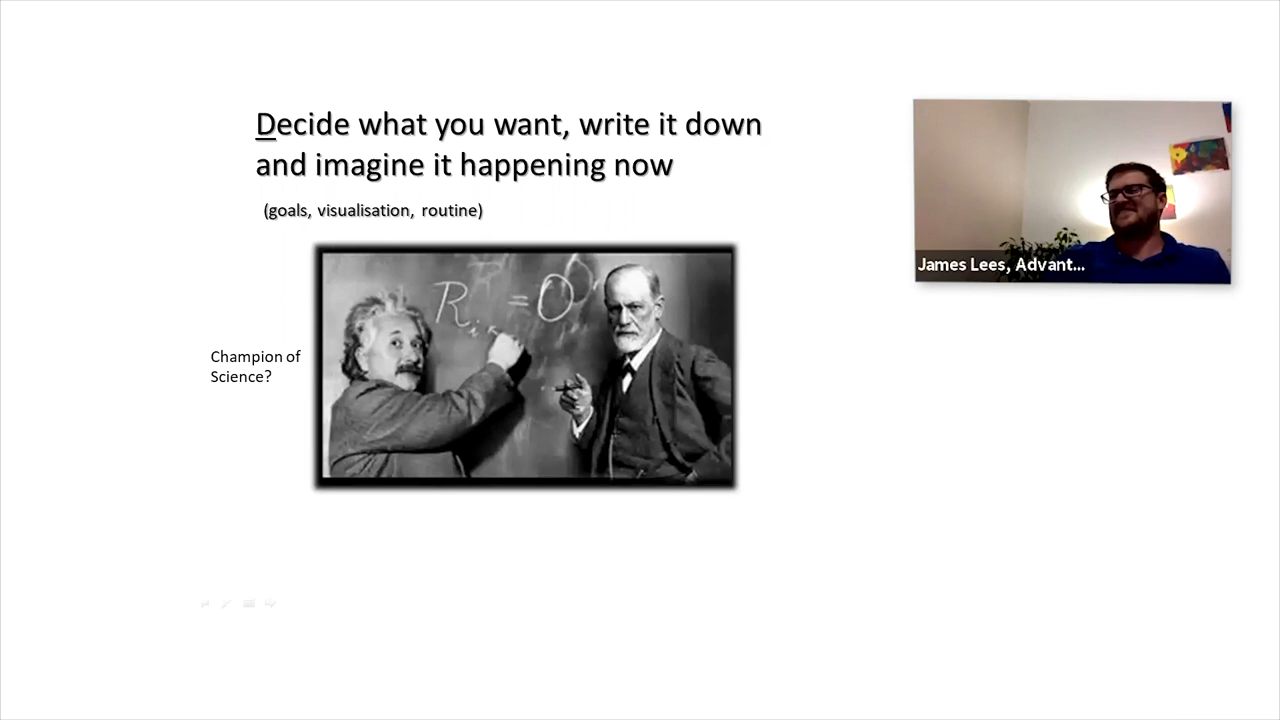 Decide what you want, write it down
and imagine it happening now
(goals, visualisation, routine)
R = 0
Champion of
Science?
James Lees, Advant...